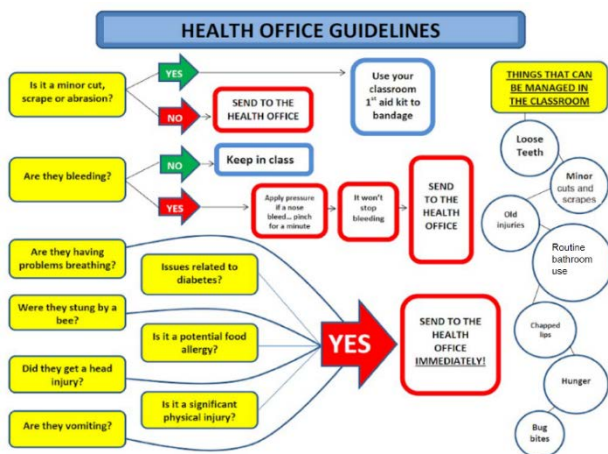 HEALTH OFFICE GUIDELINES
Is it a minor cut,
scrape or abrasion?
YES
Use your
classroom
1st aid kit to
bandage
NO
SEND TO THE
HEALTH OFFICE
Are they bleeding?
NO
Keep in class
YES
Apply pressure
if a nose
bleed... pinch
for a minute
It won't
stop
bleeding
SEND
TO THE
HEALTH
OFFICE
Are they having
problems breathing?
Were they stung by a
bee?
Did they get a head
injury?
Are they vomiting?
Issues related to
diabetes?
Is it a potential food
allergy?
Is it a significant
physical injury?
YES
SEND TO THE
HEALTH
OFFICE
IMMEDIATELY!
THINGS THAT CAN
BE MANAGED IN
THE CLASSROOM
Loose
Teeth
Minor
cuts and
scrapes
Old
injuries
Routine
bathroom
use
Chapped
lips
Hunger
Bug
bites